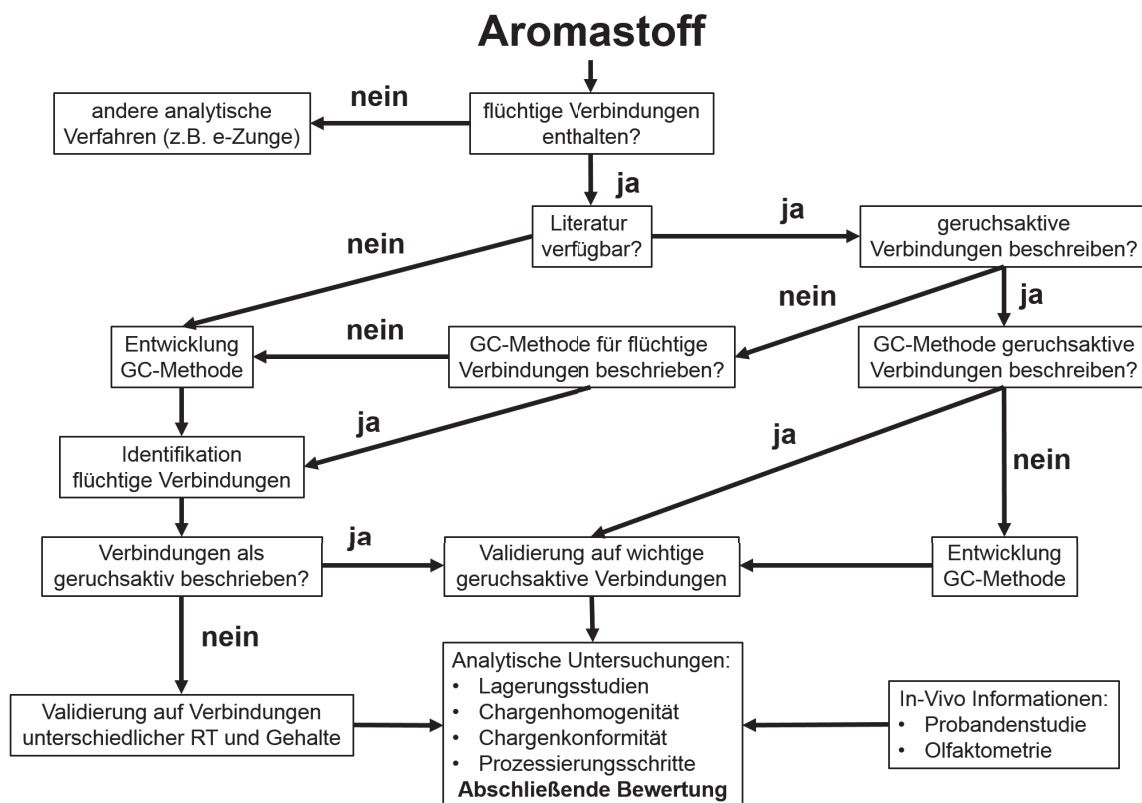 Aromastoff
nein
andere analytische
Verfahren (z.B. e-Zunge)
flüchtige Verbindungen
enthalten?
ja
Literatur
verfügbar?
ja
geruchsaktive
Verbindungen beschreiben?
nein
nein
ja
Entwicklung
GC-Methode
nein
GC-Methode für flüchtige
Verbindungen beschrieben?
GC-Methode geruchsaktive
Verbindungen beschreiben?
ja
ja
nein
Identifikation
flüchtige Verbindungen
Verbindungen als
geruchsaktiv beschrieben?
ja
Validierung auf wichtige
geruchsaktive Verbindungen
Entwicklung
GC-Methode
nein
Validierung auf Verbindungen
unterschiedlicher RT und Gehalte
Analytische Untersuchungen:
• Lagerungsstudien
• Chargenhomogenität
• Chargenkonformität
• Prozessierungsschritte
Abschließende Bewertung
In-Vivo Informationen:
• Probandenstudie
• Olfaktometrie